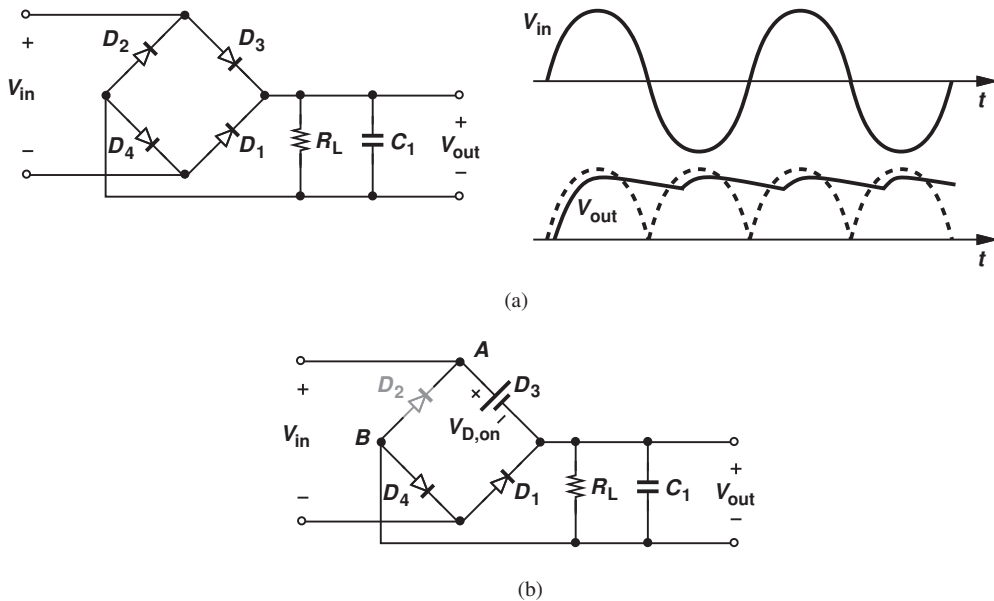 +
D2
D3
Vin
−
D4
D1
RL
C1
+
Vout
−
Vin
t
Vout
t
(a)
A
+
D2
+
D3
Vin
B
VD,on
−
−
D4
D1
RL
C1
+
Vout
−
(b)